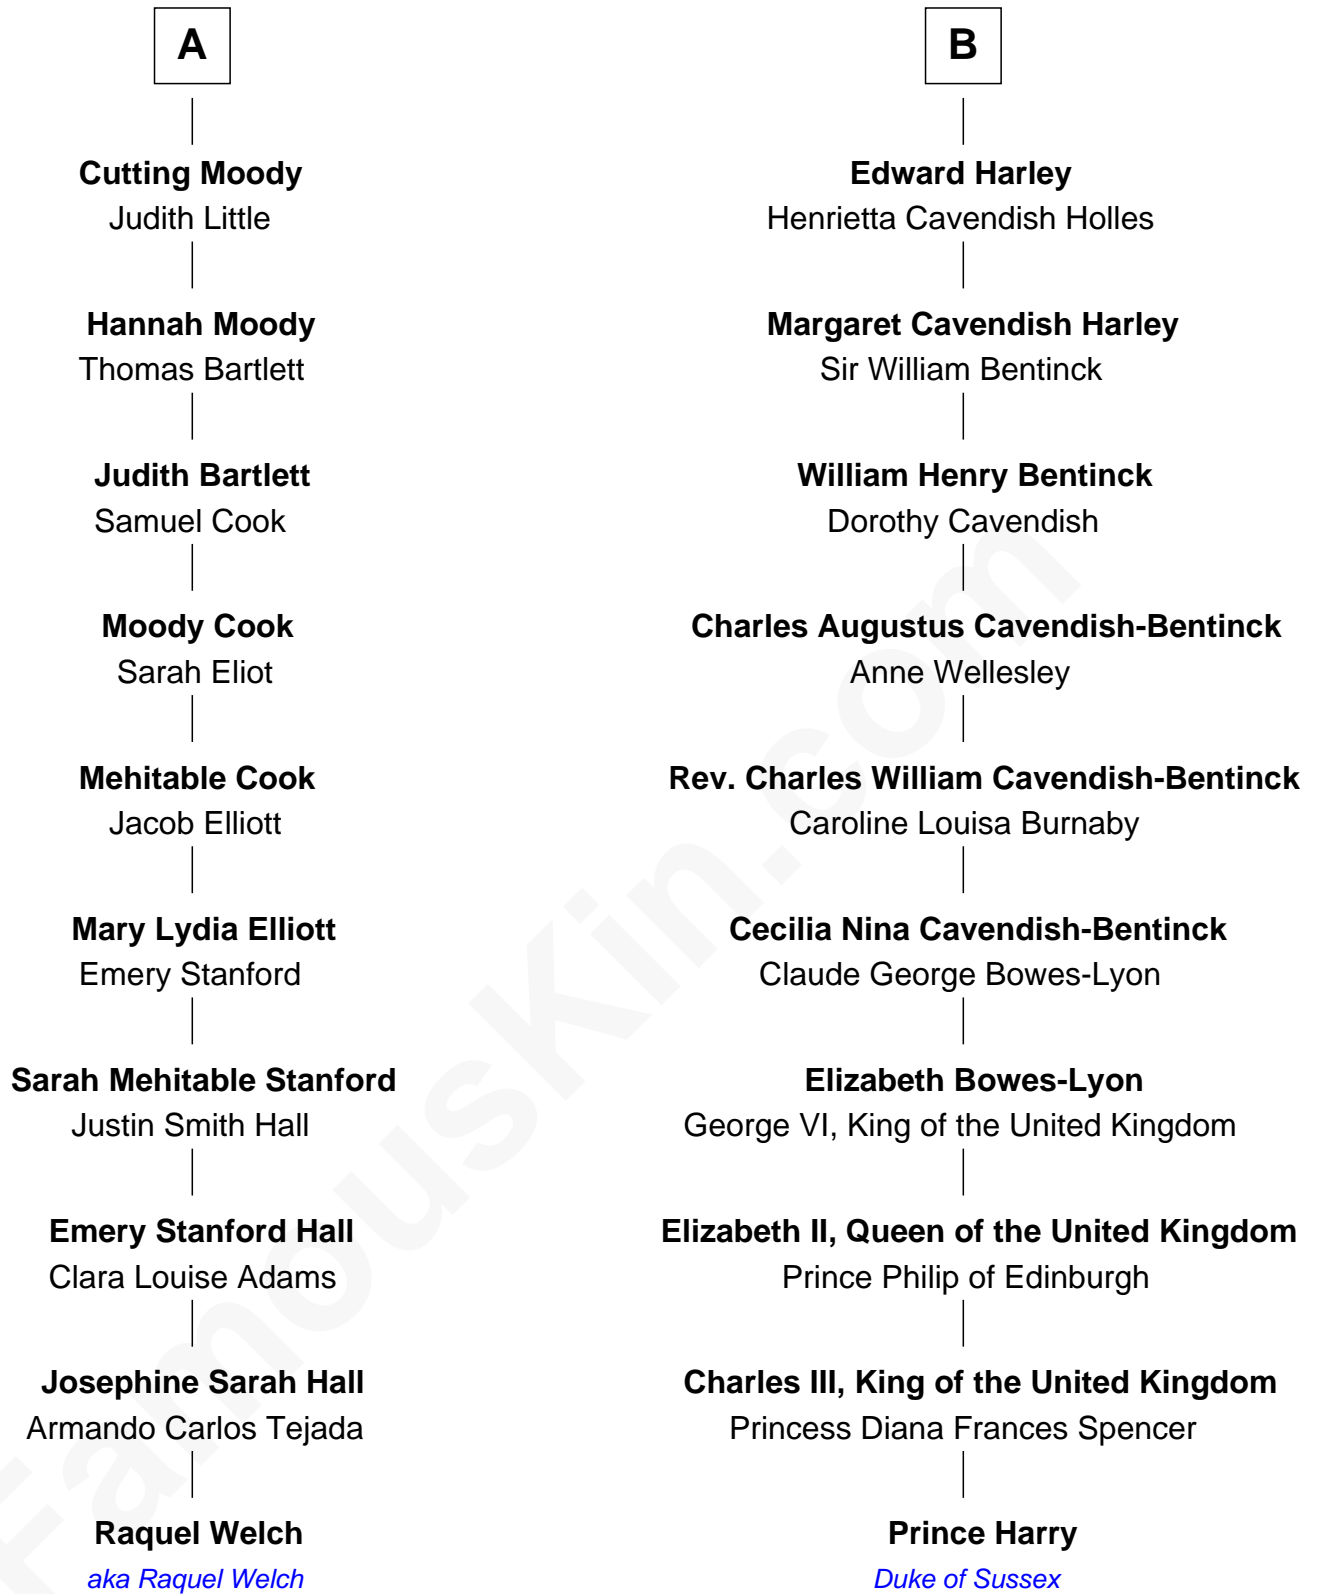 A
Cutting Moody
Judith Little
Hannah Moody
Thomas Bartlett
Judith Bartlett
Samuel Cook
Moody Cook
Sarah Eliot
Mehitable Cook
Jacob Elliott
Mary Lydia Elliott
Emery Stanford
Sarah Mehitable Stanford
Justin Smith Hall
Emery Stanford Hall
Clara Louise Adams
Josephine Sarah Hall
Armando Carlos Tejada
Raquel Welch
aka Raquel Welch
B
Edward Harley
Henrietta Cavendish Holles
Margaret Cavendish Harley
Sir William Bentinck
William Henry Bentinck
Dorothy Cavendish
Charles Augustus Cavendish-Bentinck
Anne Wellesley
Rev. Charles William Cavendish-Bentinck
Caroline Louisa Burnaby
Cecilia Nina Cavendish-Bentinck
Claude George Bowes-Lyon
Elizabeth Bowes-Lyon
George VI, King of the United Kingdom
Elizabeth II, Queen of the United Kingdom
Prince Philip of Edinburgh
Charles III, King of the United Kingdom
Princess Diana Frances Spencer
Prince Harry
Duke of Sussex
FamousKin.com